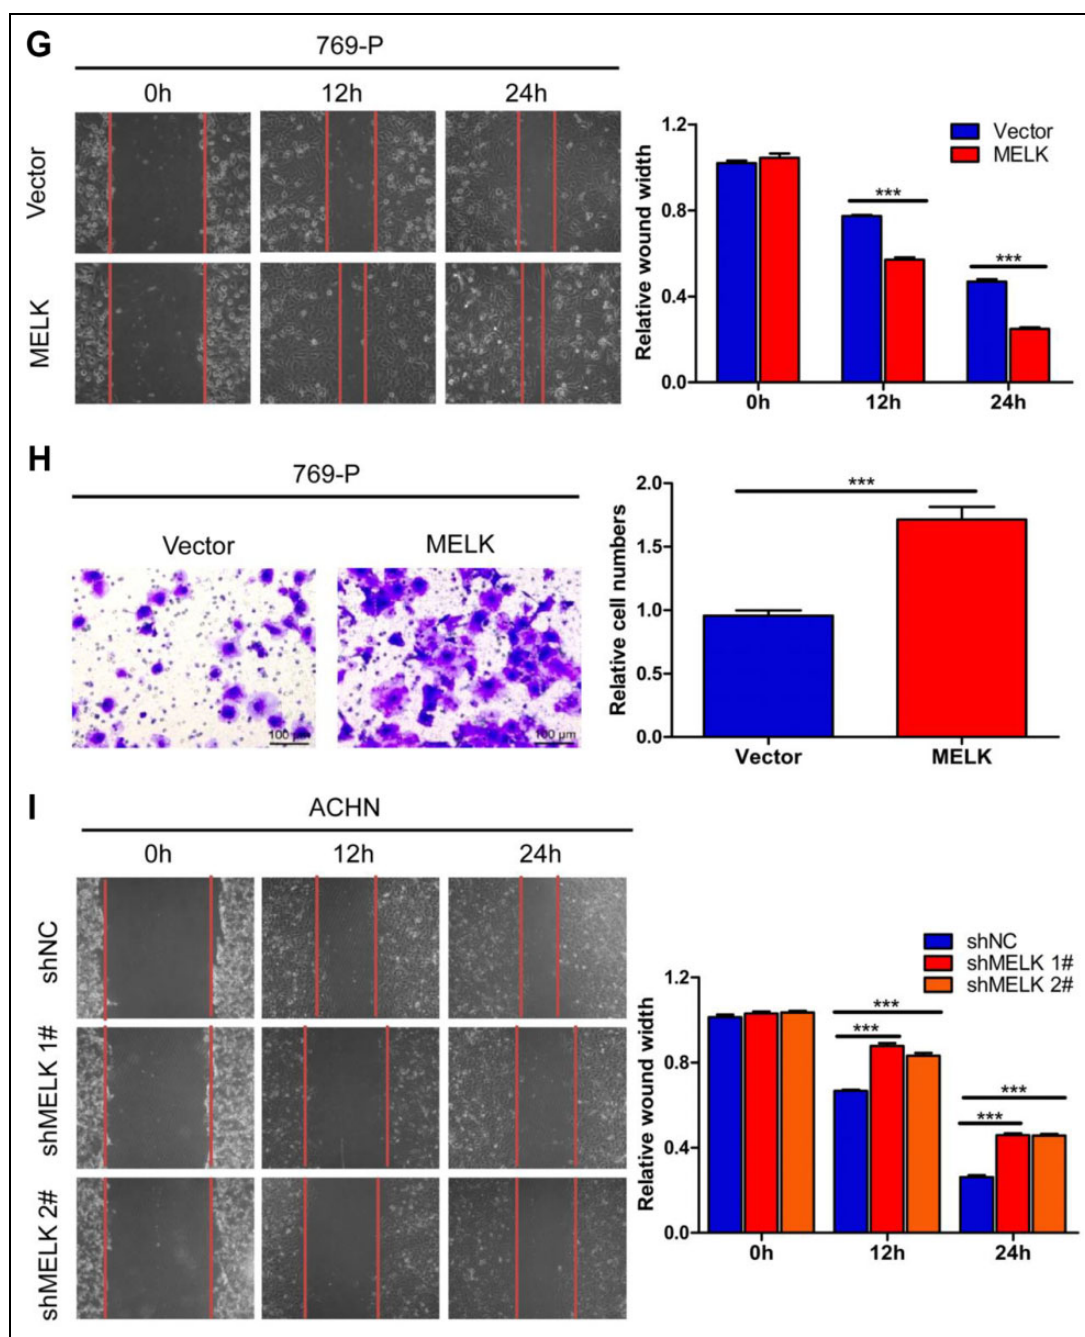 G
769-P
0h 12h 24h
Vector
MELK
Relative wound width
1.2
0.8
0.4
0.0
Vector
MELK
***
***
0h 12h 24h
H
769-P
Vector MELK
100 µm
100 µm
Relative cell numbers
2.0
1.5
1.0
0.5
0.0
***
Vector MELK
I
ACHN
0h 12h 24h
shNC
shMELK 1#
shMELK 2#
Relative wound width
1.2
0.8
0.4
0.0
shNC
shMELK 1#
shMELK 2#
***
***
***
***
0h 12h 24h